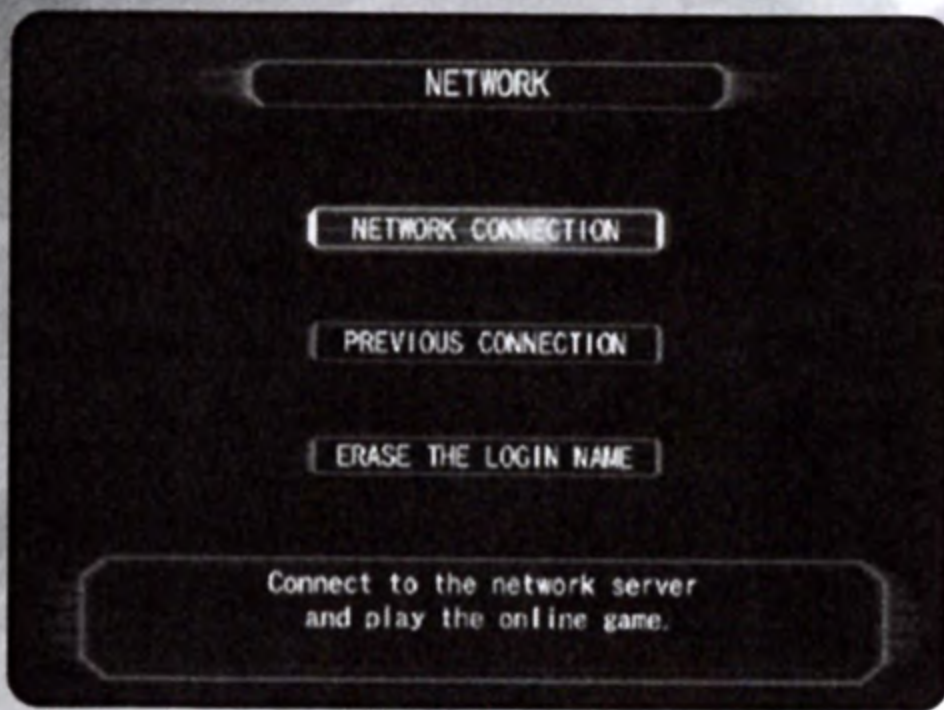 NETWORK
NETWORK CONNECTION
PREVIOUS CONNECTION
ERASE THE LOGIN NAME
Connect to the network server
and play the online game.